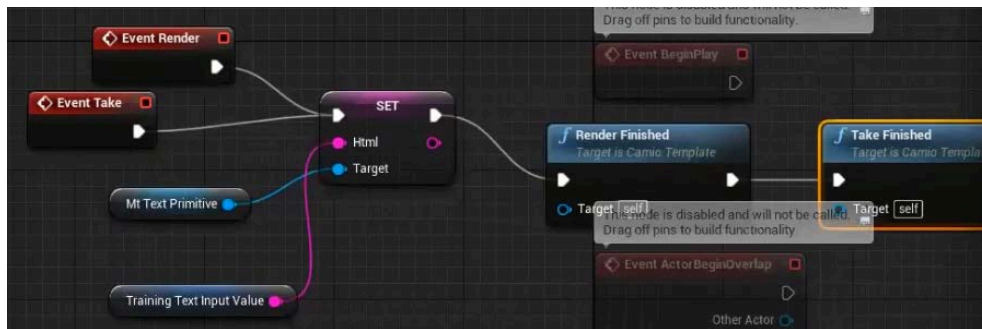 This node is disabled and will not be called.
Drag off pins to build functionality.
Event Render
Event BeginPlay
Event Take
SET
Html
Target
Render Finished
Target is Camio Template
Take Finished
Target is Camio Templa
Mt Text Primitive
Target self
Target self
This node is disabled and will not be called.
Drag off pins to build functionality
Event ActorBeginOverlap
Training Text Input Value
Other Actor